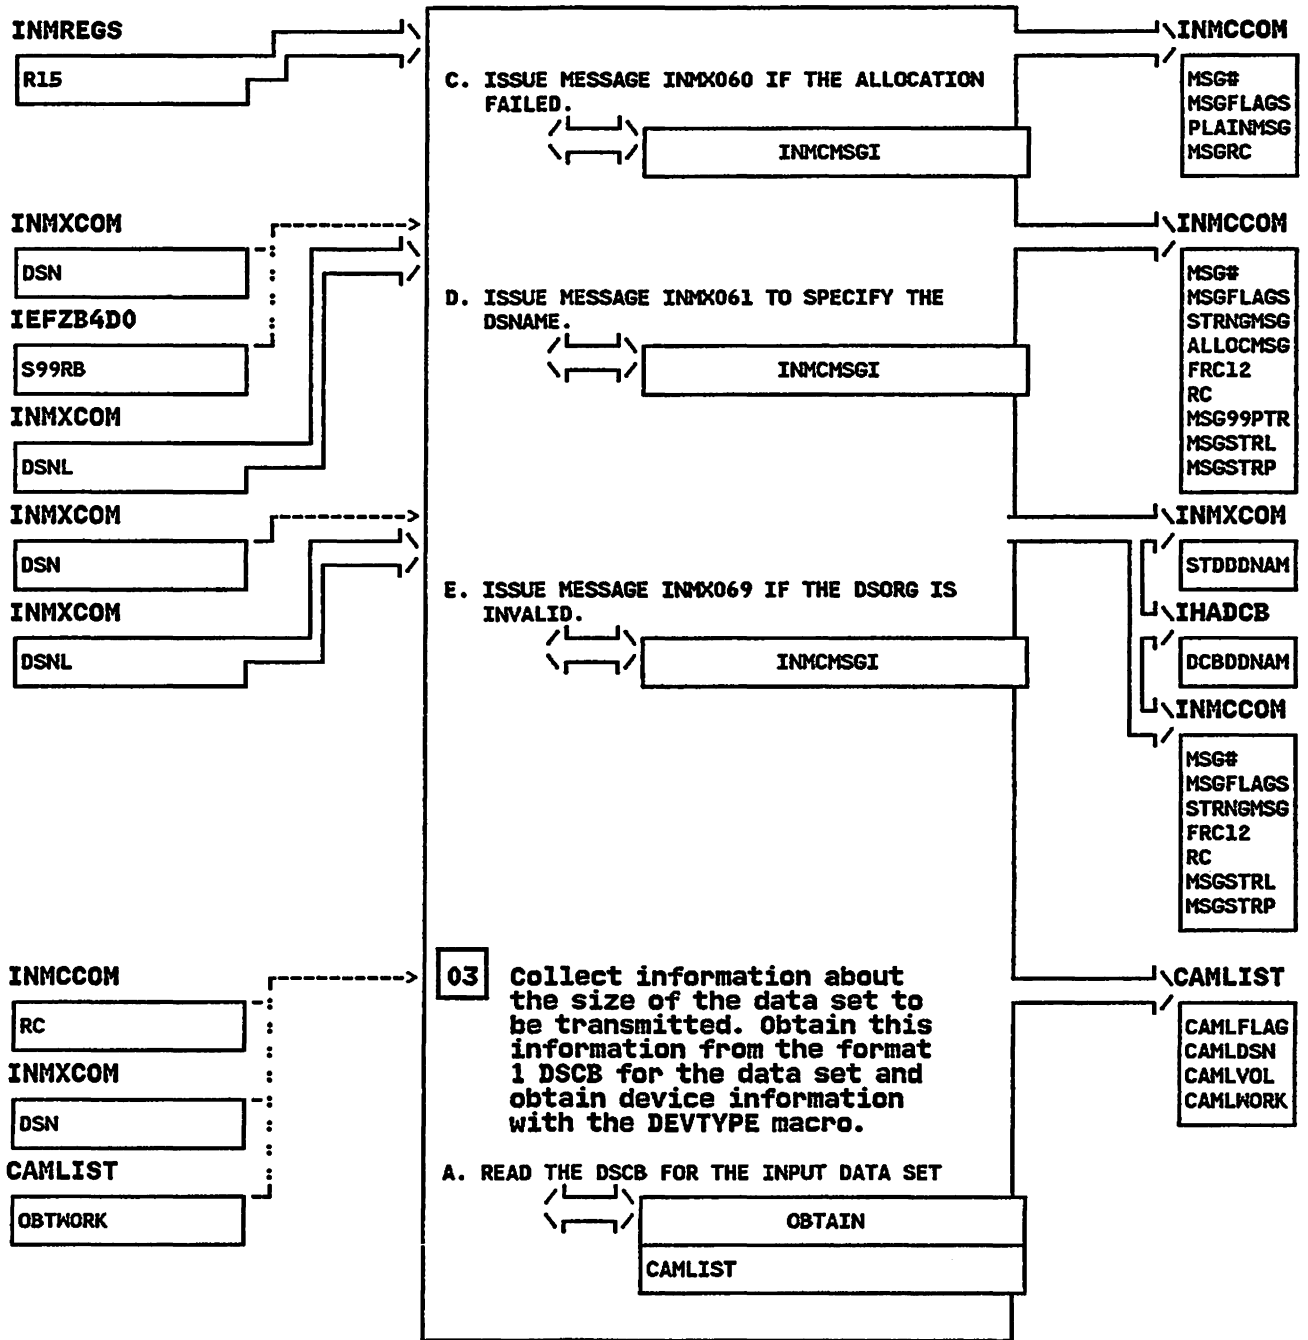 INMREGS
R15
INMXCOM
DSN
IEFZB4D0
S99RB
INMXCOM
DSNL
INMXCOM
DSN
INMXCOM
DSNL
INMCCOM
RC
INMXCOM
DSN
CAMLIST
OBTWORK
C. ISSUE MESSAGE INMX060 IF THE ALLOCATION
FAILED.
INMCMSGI
D. ISSUE MESSAGE INMX061 TO SPECIFY THE
DSNAME.
INMCMSGI
E. ISSUE MESSAGE INMX069 IF THE DSORG IS
INVALID.
INMCMSGI
03 Collect information about
the size of the data set to
be transmitted. Obtain this
information from the format
1 DSCB for the data set and
obtain device information
with the DEVTYPE macro.
A. READ THE DSCB FOR THE INPUT DATA SET
OBTAIN
CAMLIST
INMCCOM
MSG#
MSGFLAGS
PLAINMSG
MSGRC
INMCCOM
MSG#
MSGFLAGS
STRNGMSG
ALLOCMSG
FRC12
RC
MSG99PTR
MSGSTRL
MSGSTRP
INMXCOM
STDDDNAM
IHADCB
DCBDDNAM
INMCCOM
MSG#
MSGFLAGS
STRNGMSG
FRC12
RC
MSGSTRL
MSGSTRP
CAMLIST
CAMLFLAG
CAMLDSN
CAMLVOL
CAMLWORK